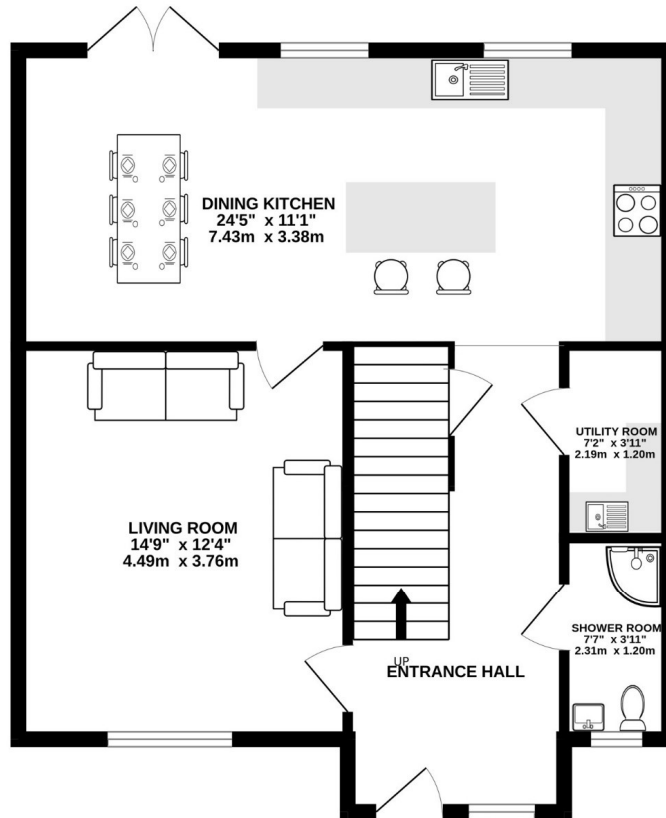 DINING KITCHEN
24'5" x 11'1"
7.43m x 3.38m
UTILITY ROOM
7'2" x 3'11"
2.19m x 1.20m
LIVING ROOM
14'9" x 12'4"
4.49m x 3.76m
SHOWER ROOM
7'7" x 3'11"
2.31m x 1.20m
UP
ENTRANCE HALL